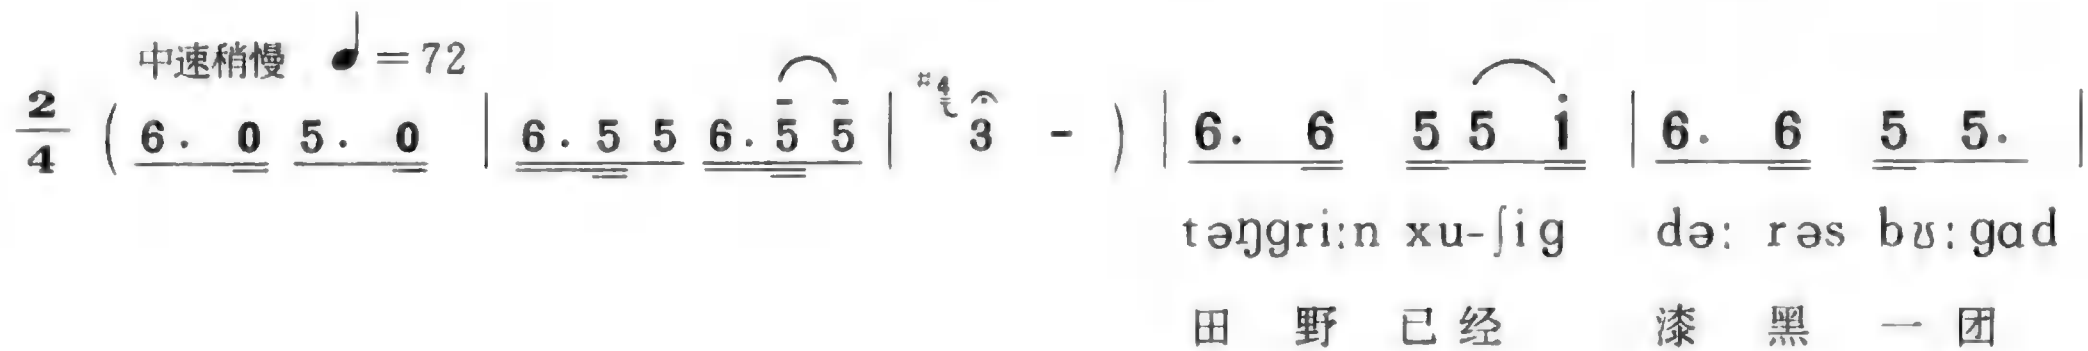 中速稍慢 ♩=72
2/4 ( 6. 0 5. 0 | 6. 5 5 6. 5 5 | #4 3 - ) | 6. 6 5 5 i | 6. 6 5 5. |
təŋgri:n xu-ʃig də: rəs bʊ: gɑd
田 野 已 经 漆 黑 一 团